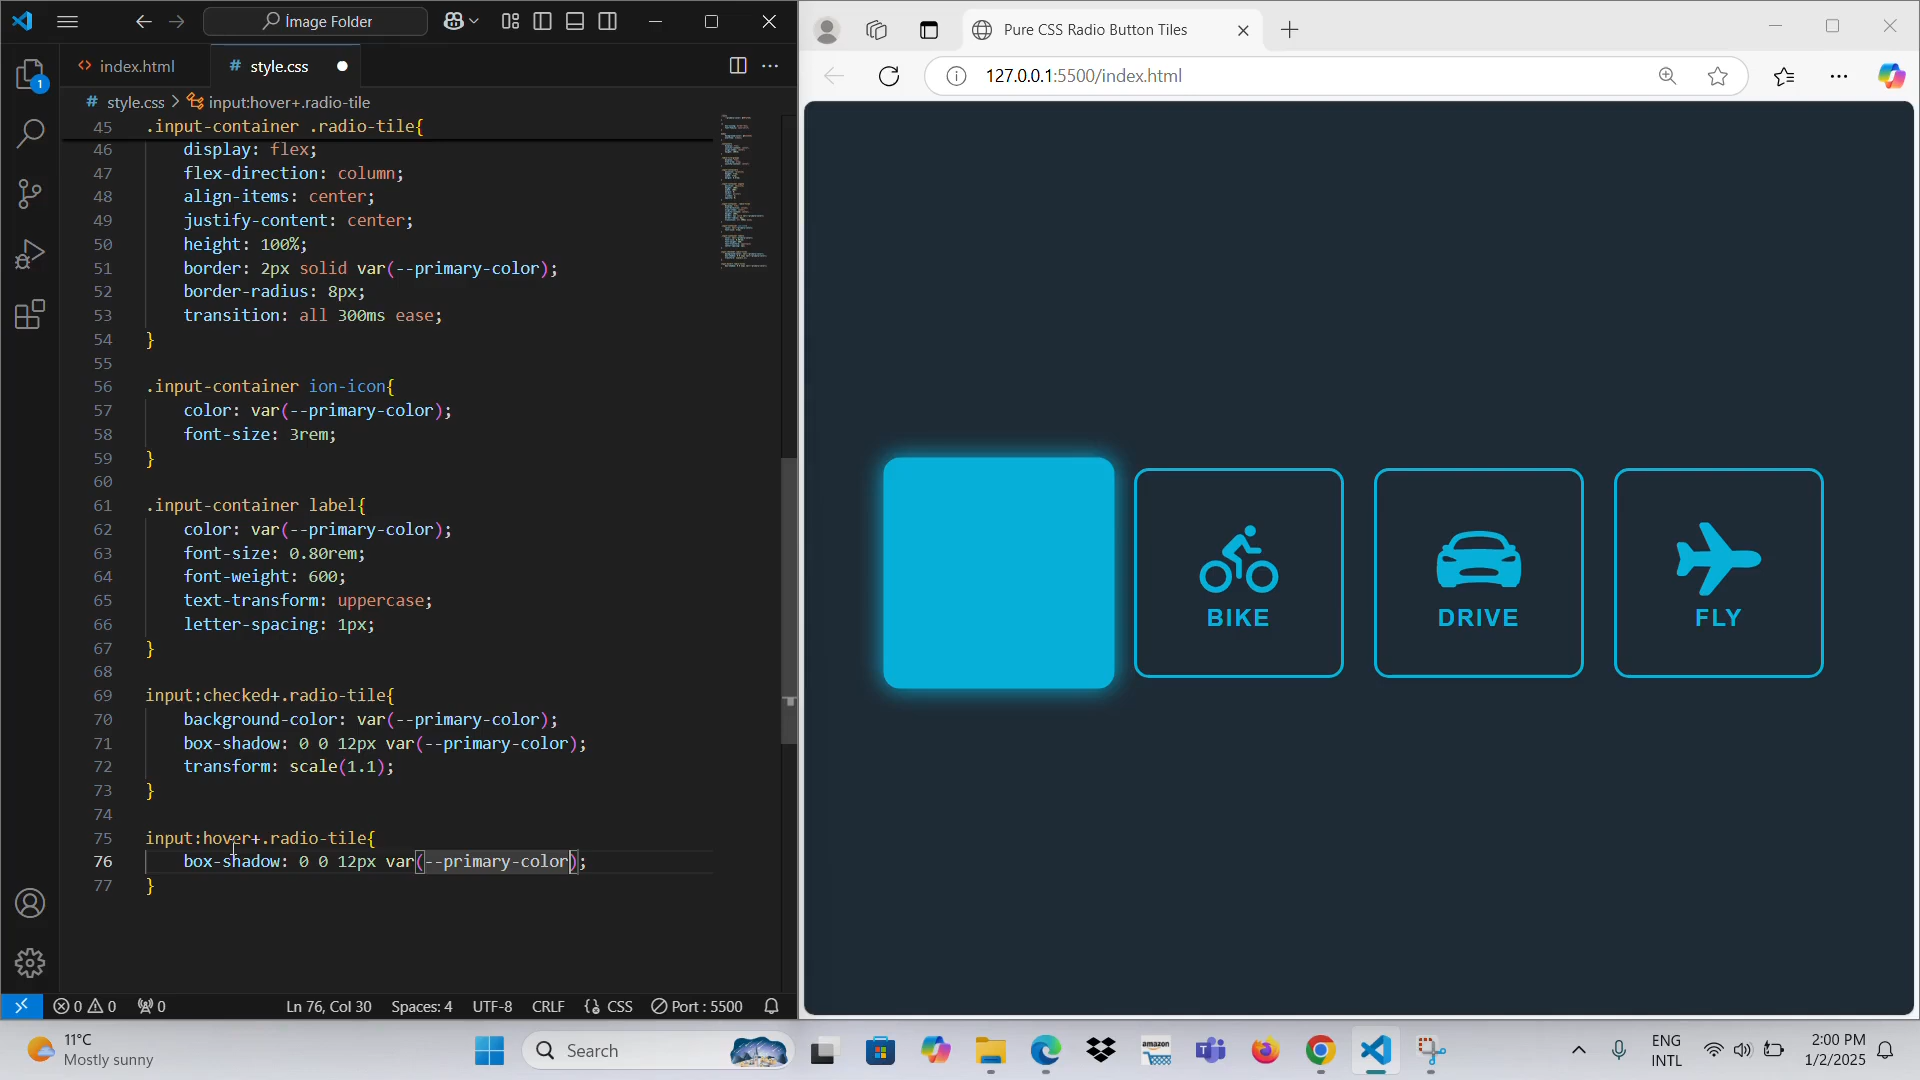 Image Folder
index.html
style.css
style.css > input:hover+.radio-tile
45 .input-container .radio-tile{
46 display: flex;
47 flex-direction: column;
48 align-items: center;
49 justify-content: center;
50 height: 100%;
51 border: 2px solid var(--primary-color);
52 border-radius: 8px;
53 transition: all 300ms ease;
54 }
55
56 .input-container ion-icon{
57 color: var(--primary-color);
58 font-size: 3rem;
59 }
60
61 .input-container label{
62 color: var(--primary-color);
63 font-size: 0.80rem;
64 font-weight: 600;
65 text-transform: uppercase;
66 letter-spacing: 1px;
67 }
68
69 input:checked+.radio-tile{
70 background-color: var(--primary-color);
71 box-shadow: 0 0 12px var(--primary-color);
72 transform: scale(1.1);
73 }
74
75 input:hover+.radio-tile{
76 box-shadow: 0 0 12px var(--primary-color);
77 }
1
0 0 0 Ln 76, Col 30 Spaces: 4 UTF-8 CRLF {} CSS Port : 5500
Pure CSS Radio Button Tiles
127.0.0.1:5500/index.html
BIKE
DRIVE
FLY
11°C
Mostly sunny
Search
amazon
ENG
INTL
2:00 PM
1/2/2025